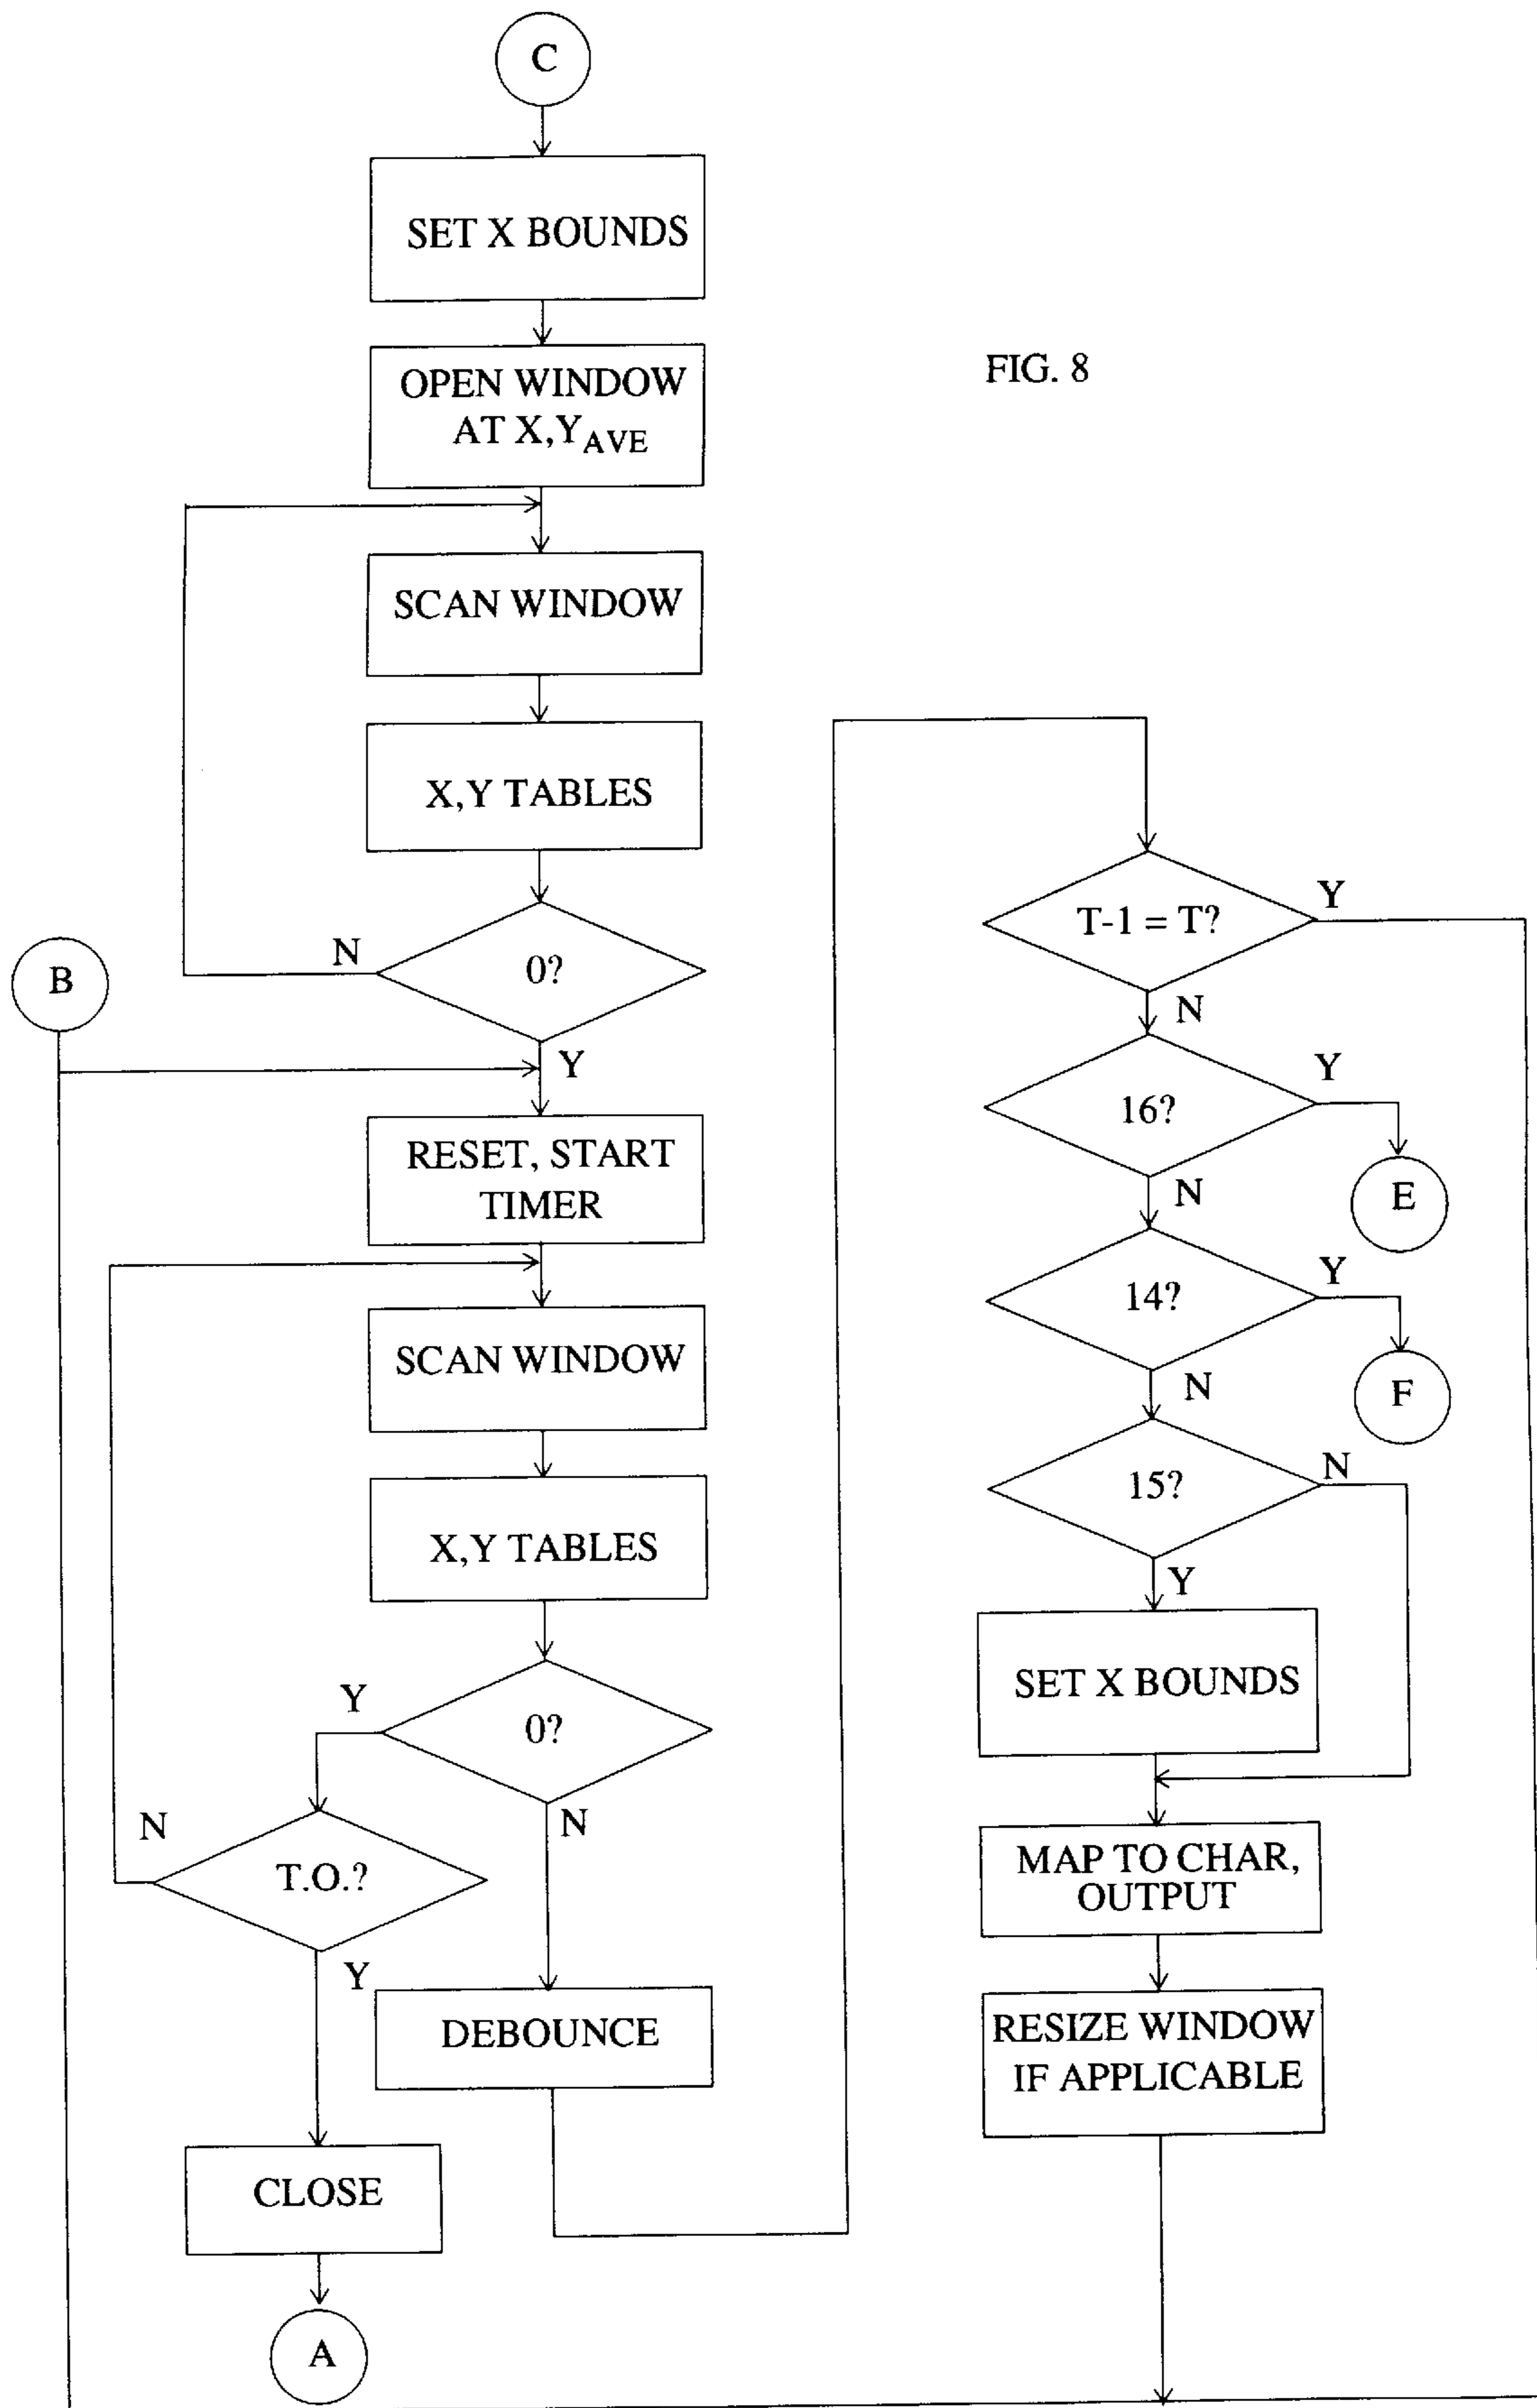 C
SET X BOUNDS
OPEN WINDOW
AT X,Y AVE
FIG. 8
SCAN WINDOW
X,Y TABLES
0?
N
Y
B
RESET, START
TIMER
SCAN WINDOW
X,Y TABLES
0?
Y
N
T.O.?
N
Y
DEBOUNCE
CLOSE
A
T-1 = T?
Y
N
16?
Y
N
E
14?
Y
N
F
15?
N
Y
SET X BOUNDS
MAP TO CHAR,
OUTPUT
RESIZE WINDOW
IF APPLICABLE